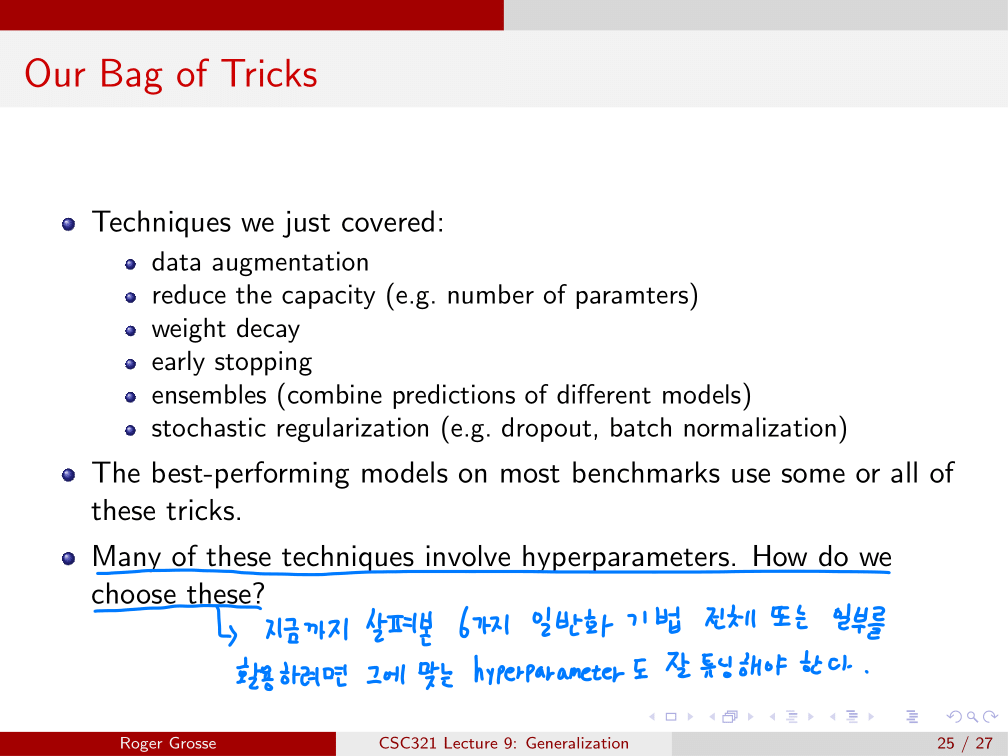 Our Bag of Tricks
Techniques we just covered:
data augmentation
reduce the capacity (e.g. number of paramters)
weight decay
early stopping
ensembles (combine predictions of different models)
stochastic regularization (e.g. dropout, batch normalization)
The best-performing models on most benchmarks use some or all of
these tricks.
Many of these techniques involve hyperparameters. How do we
choose these?
지금까지 살펴본 6가지 일반화 기법 전체 또는 일부를
활용하려면 그에 맞는 hyperparameter도 잘 튜닝해야 한다.
Roger Grosse
CSC321 Lecture 9: Generalization
25 / 27